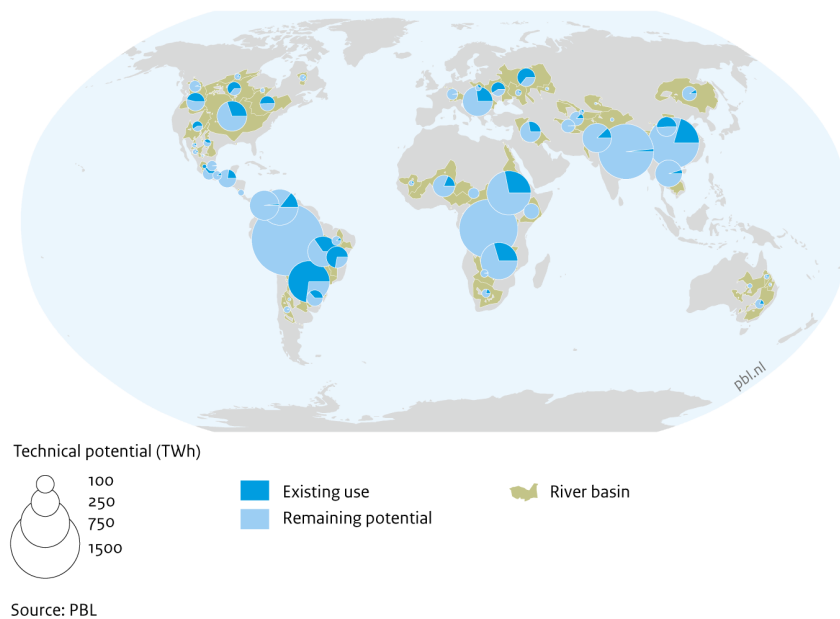 pbl.nl
Technical potential (TWh)
100
250
750
1500
Existing use
Remaining potential
River basin
Source: PBL